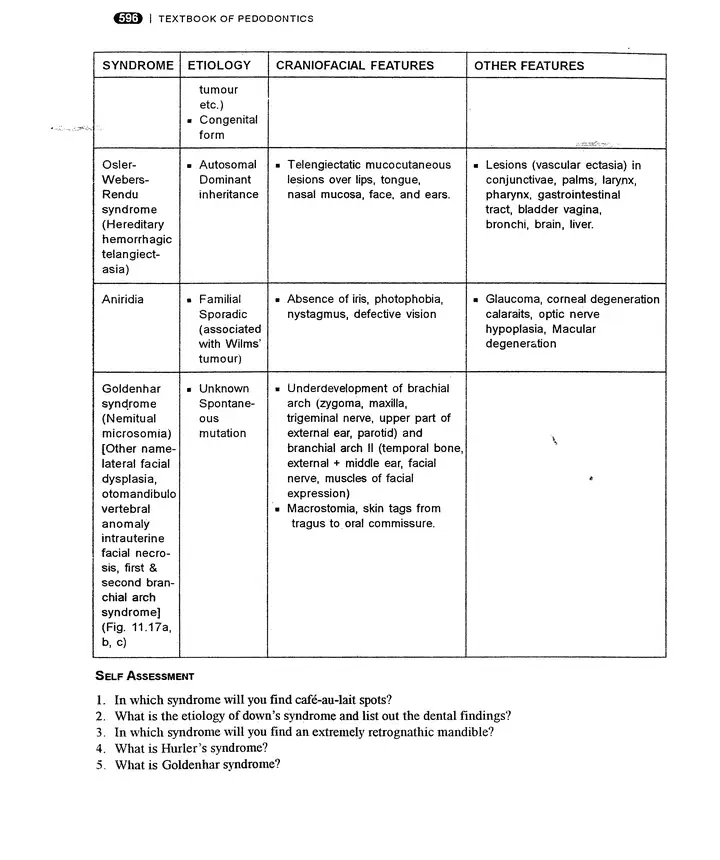 596 | TEXTBOOK OF PEDODONTICS
SYNDROME ETIOLOGY CRANIOFACIAL FEATURES OTHER FEATURES
tumour
etc.)
▪ Congenital
form
Osler-
Webers-
Rendu
syndrome
(Hereditary
hemorrhagic
telangiect-
asia)
▪ Autosomal
Dominant
inheritance
▪ Telengiectatic mucocutaneous
lesions over lips, tongue,
nasal mucosa, face, and ears.
▪ Lesions (vascular ectasia) in
conjunctivae, palms, larynx,
pharynx, gastrointestinal
tract, bladder vagina,
bronchi, brain, liver.
Aniridia
▪ Familial
Sporadic
(associated
with Wilms'
tumour)
▪ Absence of iris, photophobia,
nystagmus, defective vision
▪ Glaucoma, corneal degeneration
calaraits, optic nerve
hypoplasia, Macular
degeneration
Goldenhar
syndrome
(Nemitual
microsomia)
[Other name-
lateral facial
dysplasia,
otomandibulo
vertebral
anomaly
intrauterine
facial necro-
sis, first &
second bran-
chial arch
syndrome]
(Fig. 11.17a,
b, c)
▪ Unknown
Spontane-
ous
mutation
▪ Underdevelopment of brachial
arch (zygoma, maxilla,
trigeminal nerve, upper part of
external ear, parotid) and
branchial arch II (temporal bone,
external + middle ear, facial
nerve, muscles of facial
expression)
▪ Macrostomia, skin tags from
tragus to oral commissure.
SELF ASSESSMENT
1. In which syndrome will you find café-au-lait spots?
2. What is the etiology of down's syndrome and list out the dental findings?
3. In which syndrome will you find an extremely retrognathic mandible?
4. What is Hurler's syndrome?
5. What is Goldenhar syndrome?